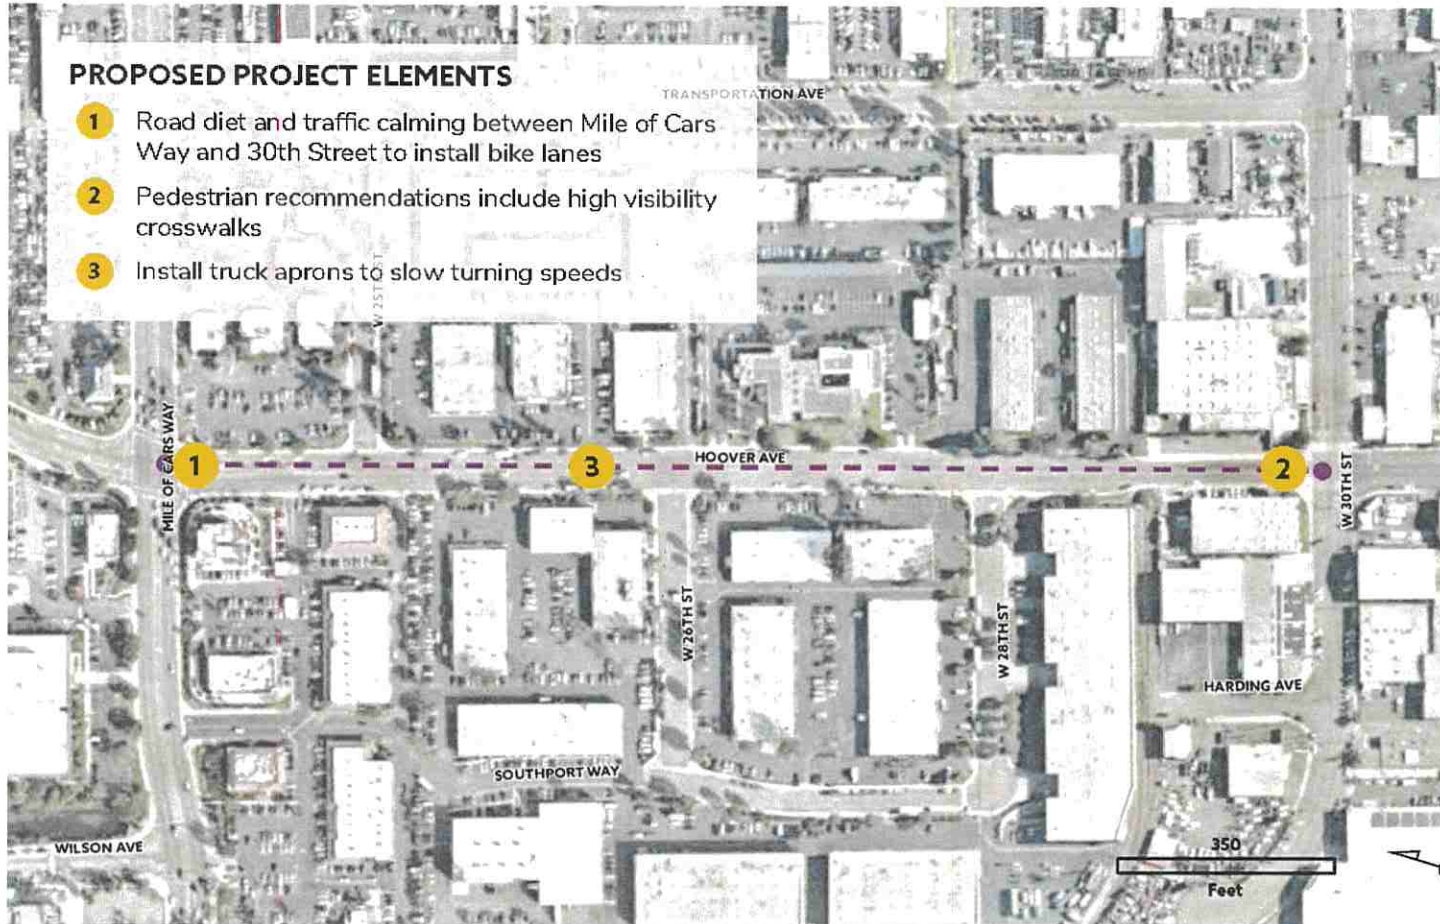 PROPOSED PROJECT ELEMENTS
1 Road diet and traffic calming between Mile of Cars
Way and 30th Street to install bike lanes
2 Pedestrian recommendations include high visibility
crosswalks
3 Install truck aprons to slow turning speeds
TRANSPORTATION AVE
MILE OF CARS WAY
1
3
HOOVER AVE
2
W 30TH ST
W 26TH ST
W 28TH ST
HARDING AVE
SOUTHPORT WAY
WILSON AVE
350
Feet